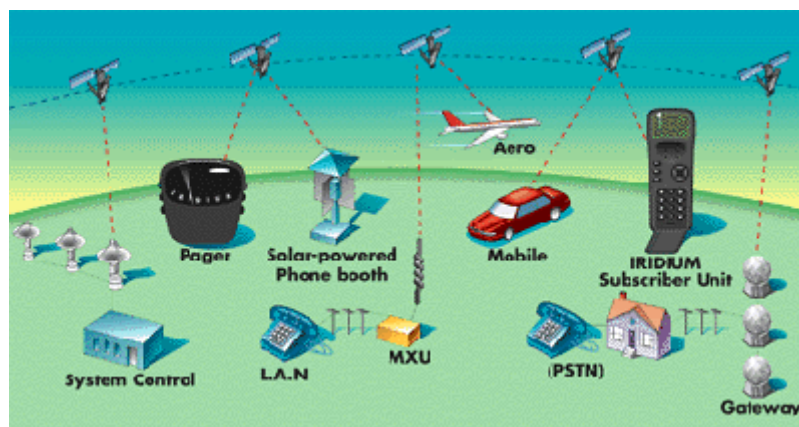 Aero
Pager
Solar-powered
Phone booth
Mobile
IRIDIUM
Subscriber Unit
System Control
L.A.N
MXU
(PSTN)
Gateway